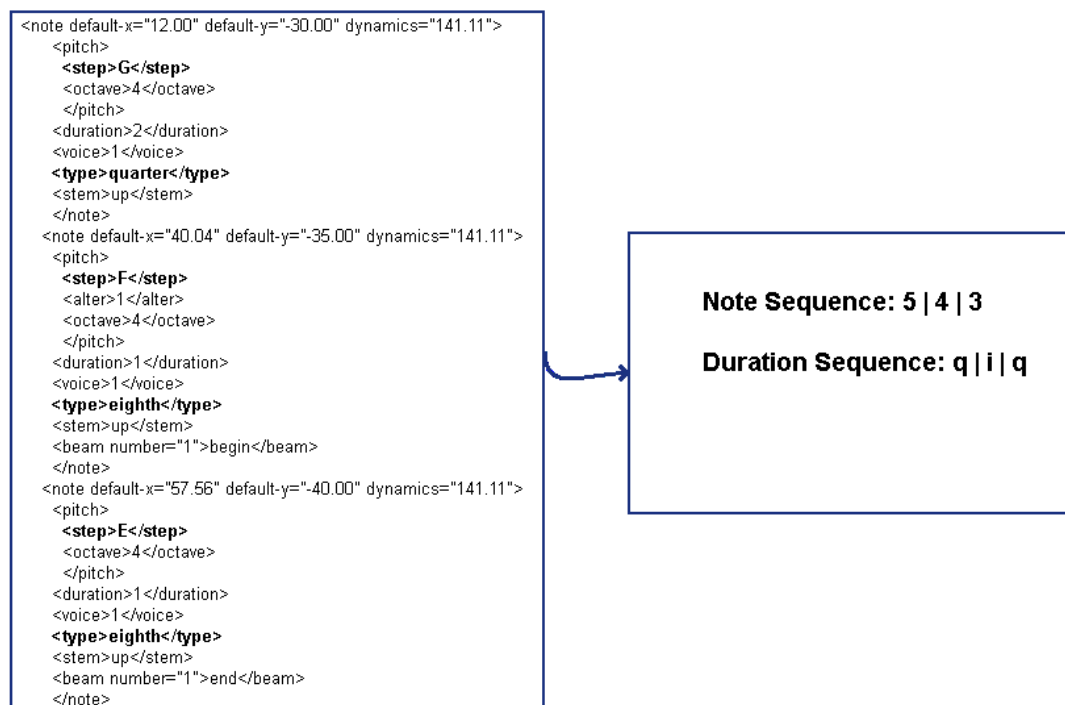 <note default-x="12.00" default-y="-30.00" dynamics="141.11">
<pitch>
<step>G</step>
<octave>4</octave>
</pitch>
<duration>2</duration>
<voice>1</voice>
<type>quarter</type>
<stem>up</stem>
</note>
<note default-x="40.04" default-y="-35.00" dynamics="141.11">
<pitch>
<step>F</step>
<alter>1</alter>
<octave>4</octave>
</pitch>
<duration>1</duration>
<voice>1</voice>
<type>eighth</type>
<stem>up</stem>
<beam number="1">begin</beam>
</note>
<note default-x="57.56" default-y="-40.00" dynamics="141.11">
<pitch>
<step>E</step>
<octave>4</octave>
</pitch>
<duration>1</duration>
<voice>1</voice>
<type>eighth</type>
<stem>up</stem>
<beam number="1">end</beam>
</note>
Note Sequence: 5 | 4 | 3
Duration Sequence: q | i | q